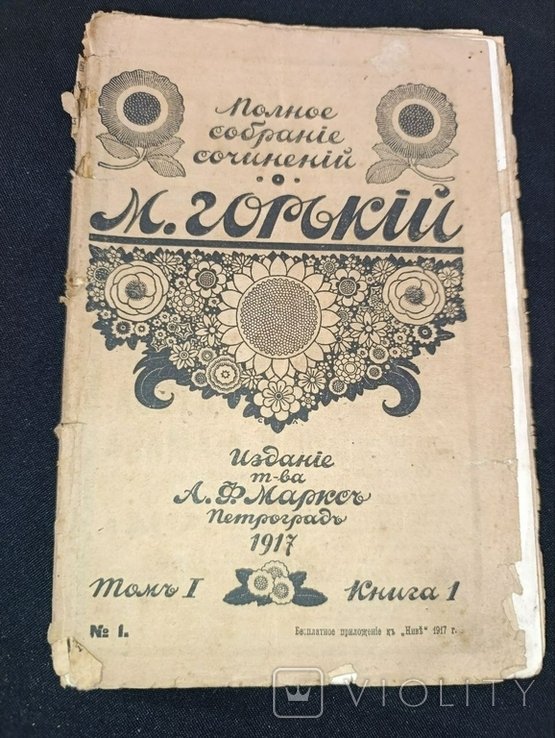 Полное
собраніе
сочиненій
М. ГОРЬКІЙ
Изданіе
т-ва
А. Ф. Марксъ
Петроградъ
1917
Томъ I Книга 1
№ 1. Безплатное приложеніе къ „Нивѣ" 1917 г.
VIOLITY